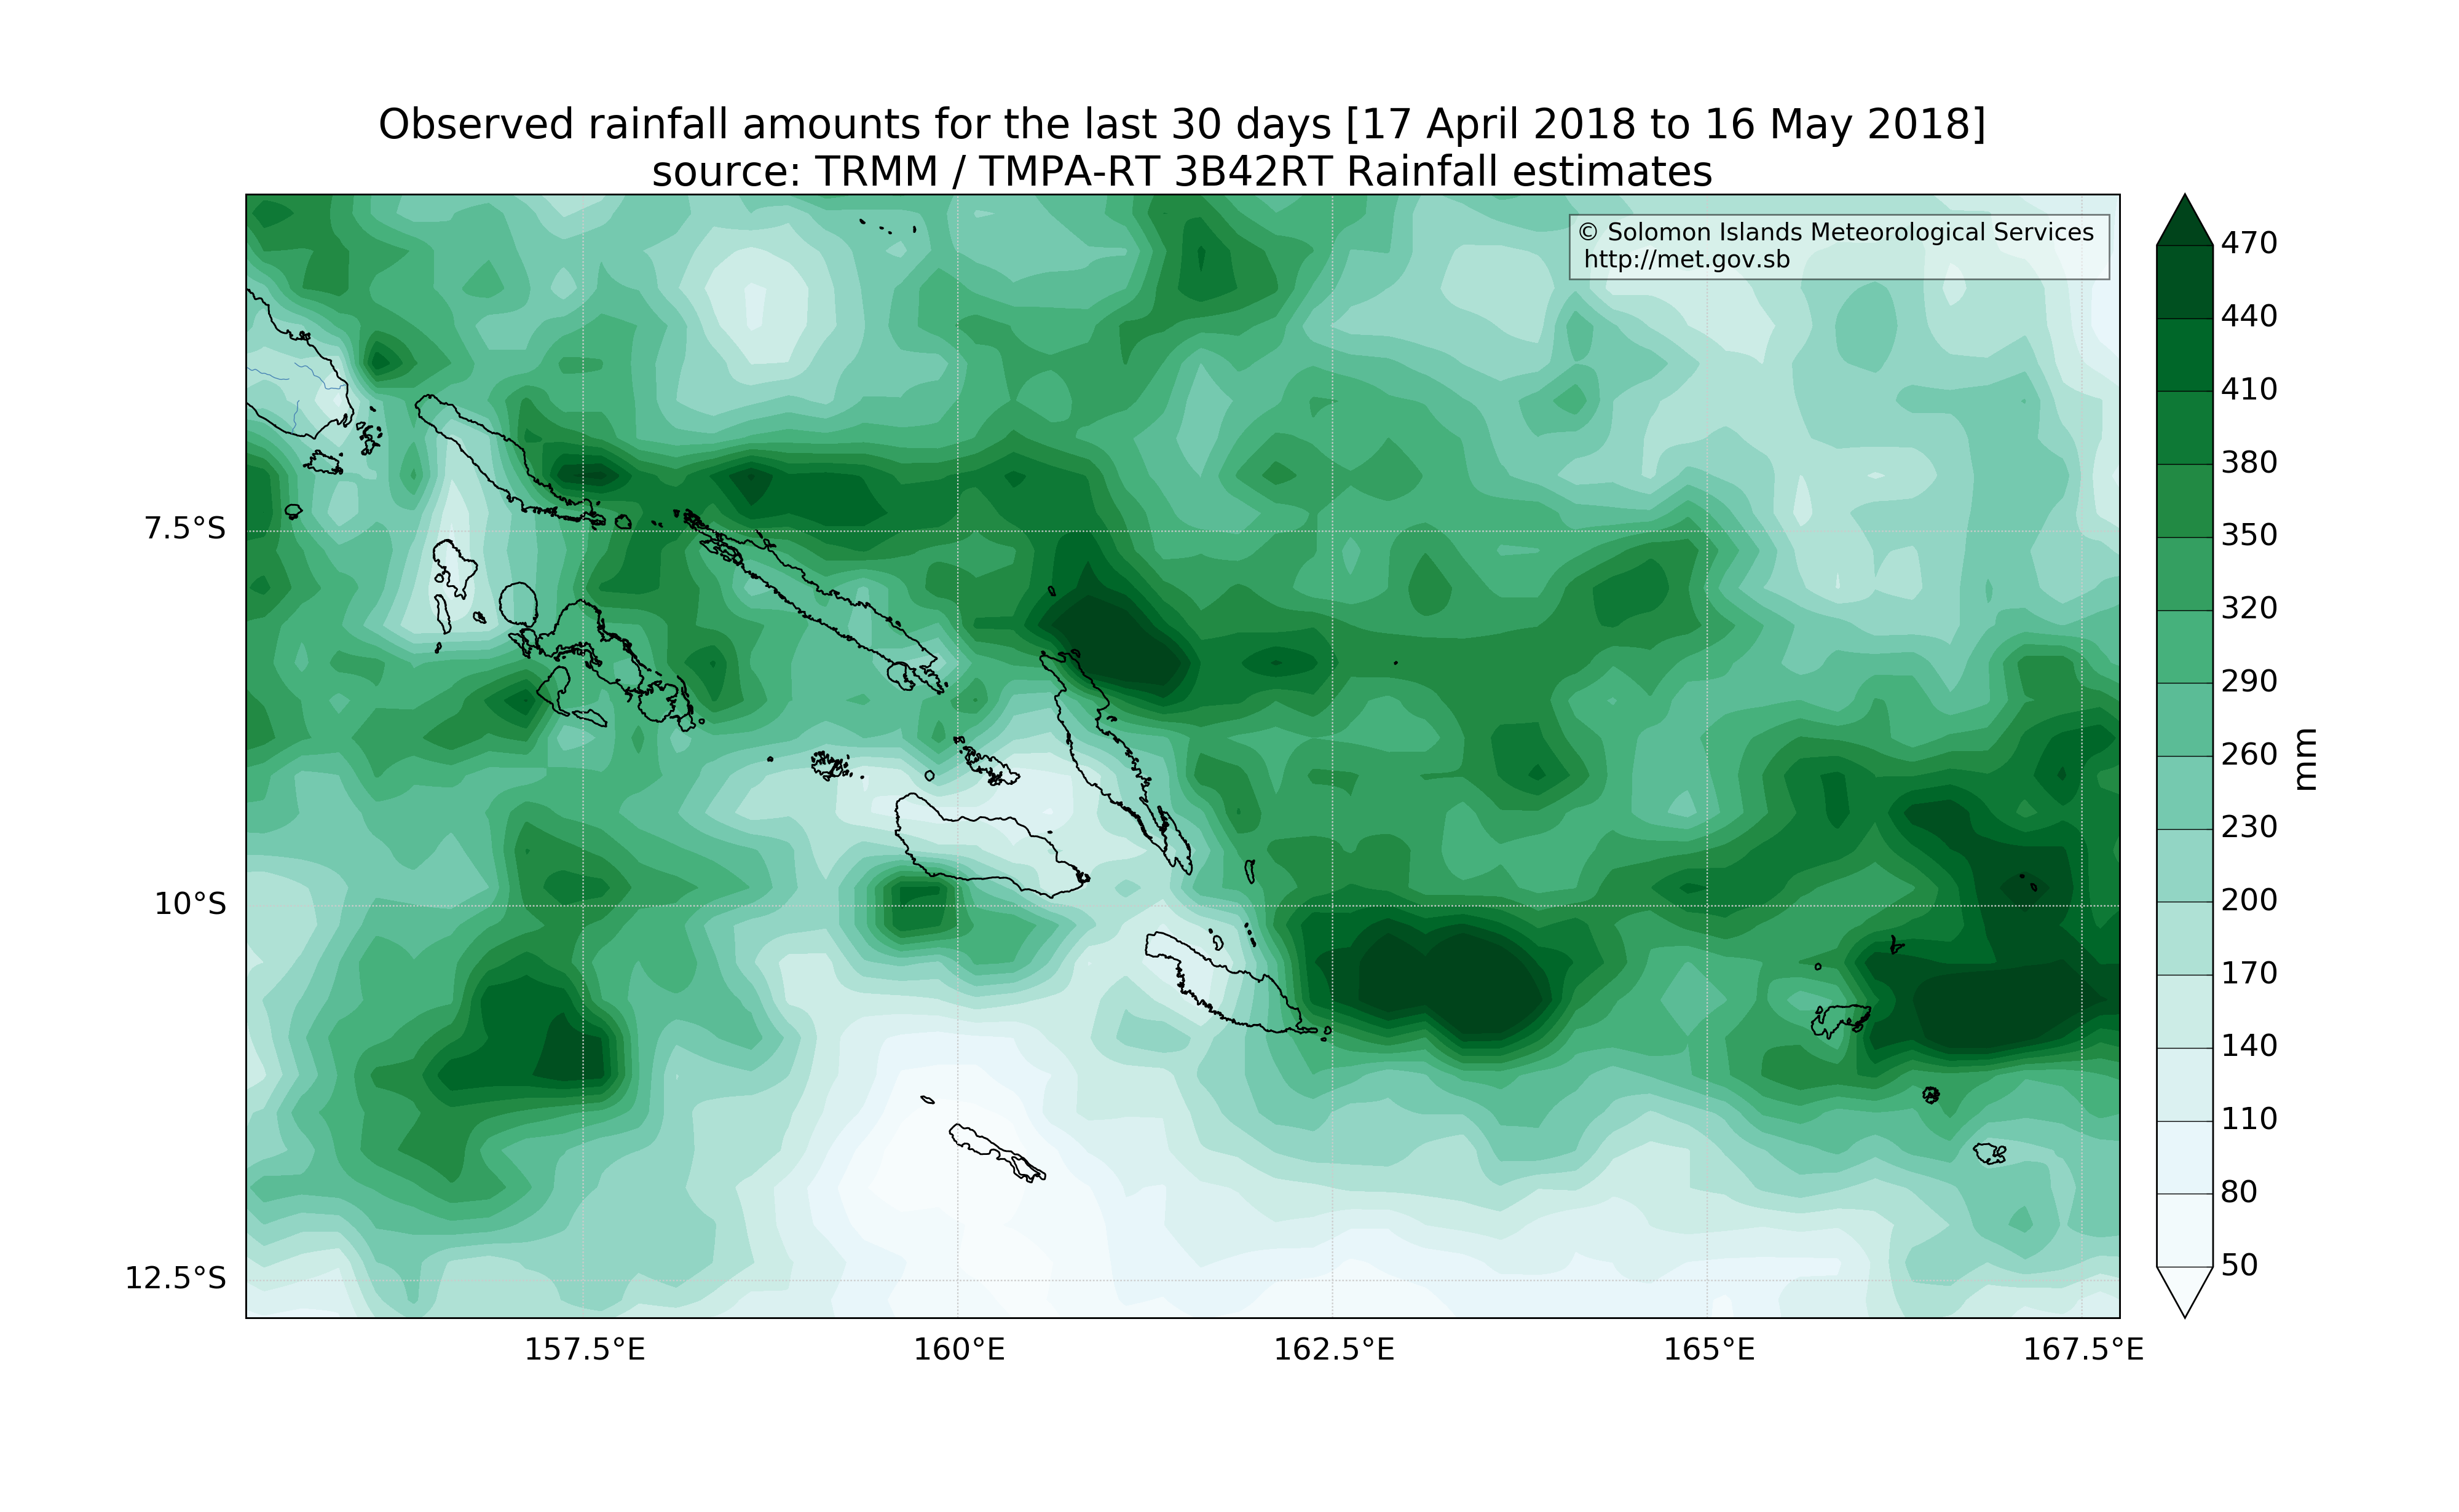 Observed rainfall amounts for the last 30 days [17 April 2018 to 16 May 2018]
source: TRMM / TMPA-RT 3B42RT Rainfall estimates
© Solomon Islands Meteorological Services
http://met.gov.sb
7.5°S
10°S
12.5°S
157.5°E
160°E
162.5°E
165°E
167.5°E
470
440
410
380
350
320
290
260
230
200
170
140
110
80
50
mm